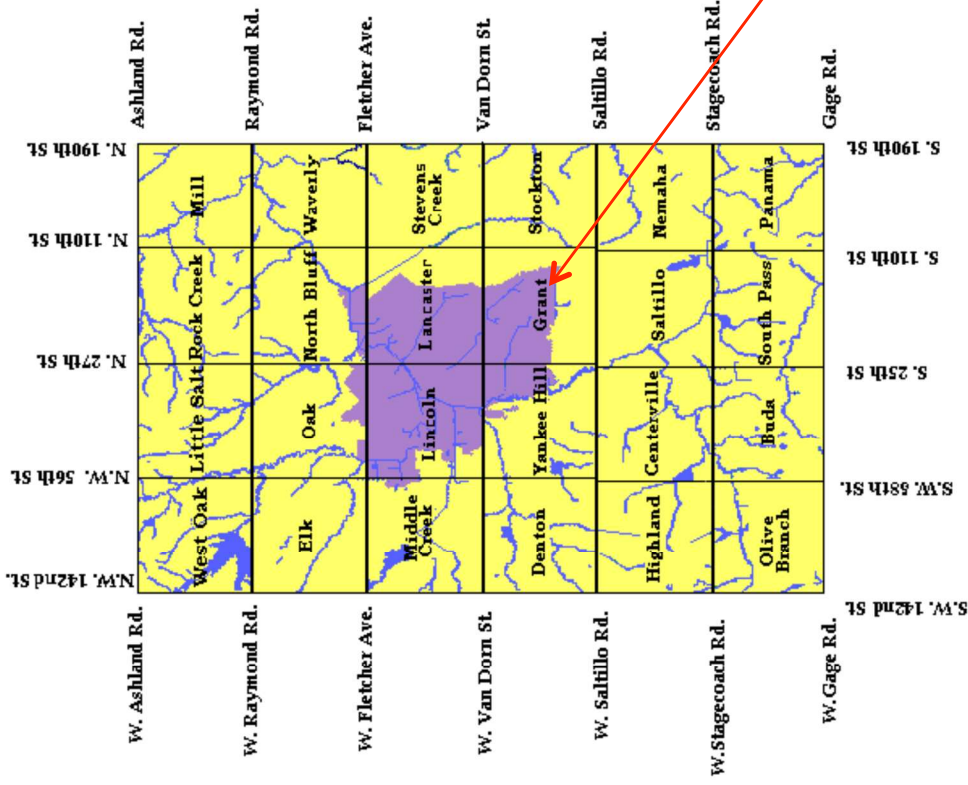 Ashland Rd.
Raymond Rd.
Fletcher Ave.
Van Dorn St.
Saltillo Rd.
Stagecoach Rd.
Gage Rd.
N. 190th St.
S. 190th St
Mill
Waverly
Stevens
Creek
Stockton
Nemaha
Panama
N. 110th St.
S. 110th St
Rock Creek
North Bluff
Lancaster
Grant
Saltillo
South Pass
N. 27th St.
S. 25th St
Little Salt
Oak
Lincoln
Yankee Hill
Centerville
Buda
N.W. 56th St
S.W. 58th St.
West Oak
Elk
Middle
Creek
Denton
Highland
Olive
Branch
N.W. 142nd St.
S.W. 142nd
St.
W. Ashland Rd.
W. Raymond Rd.
W. Fletcher Ave.
W. Van Dorn St.
W. Saltillo Rd.
W.Stagecoach Rd.
W.Gage Rd.